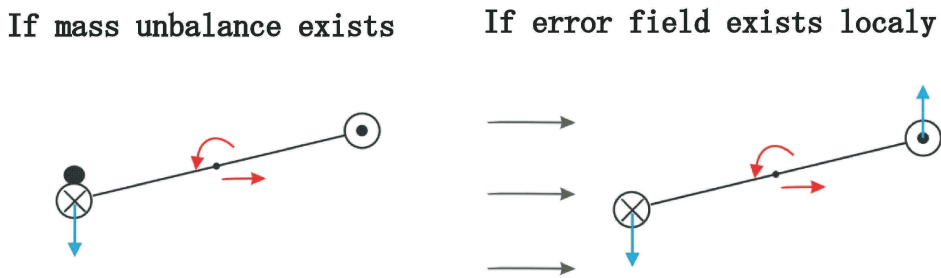 If mass unbalance exists
If error field exists localy